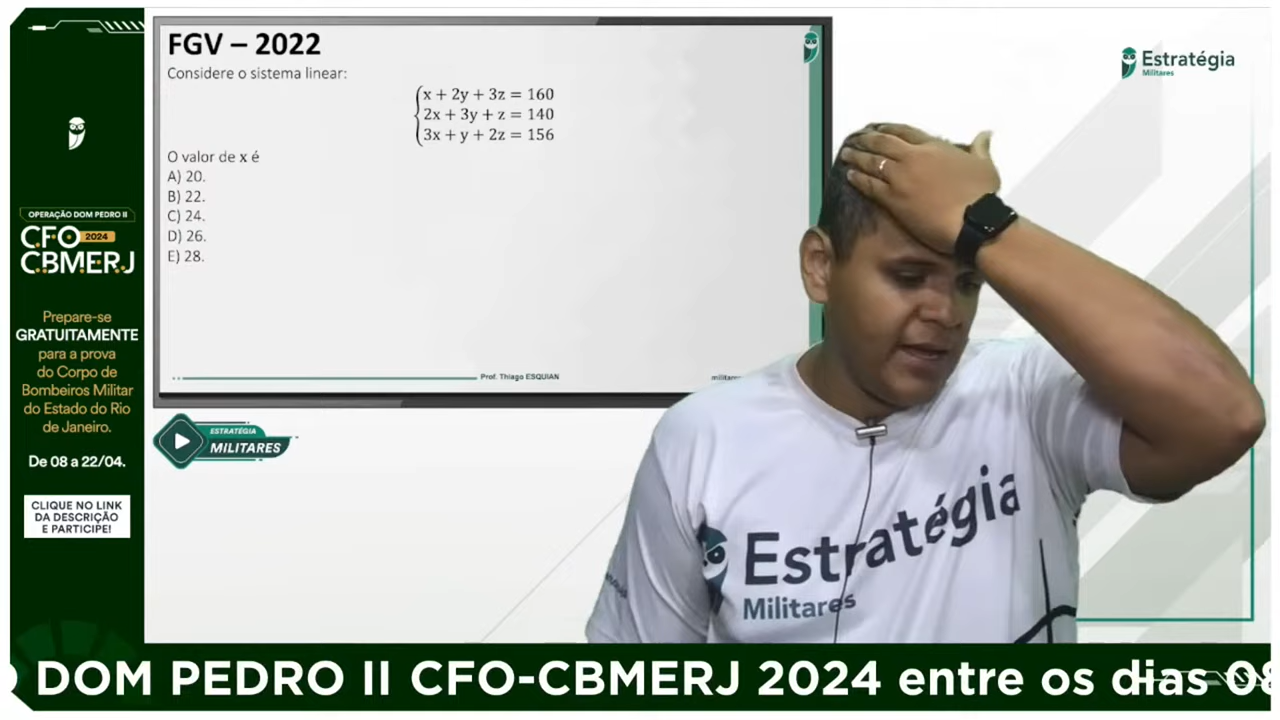 FGV – 2022
Considere o sistema linear:
x + 2y + 3z = 160
2x + 3y + z = 140
3x + y + 2z = 156
O valor de x é
A) 20.
B) 22.
C) 24.
D) 26.
E) 28.
Prof. Thiago ESQUIAN
Estratégia
Militares
OPERAÇÃO DOM PEDRO II
CFO 2024
CBMERJ
Prepare-se
GRATUITAMENTE
para a prova
do Corpo de
Bombeiros Militar
do Estado do Rio
de Janeiro.
De 08 a 22/04.
CLIQUE NO LINK
DA DESCRIÇÃO
E PARTICIPE!
ESTRATÉGIA
MILITARES
Estratégia
Militares
DOM PEDRO II CFO-CBMERJ 2024 entre os dias